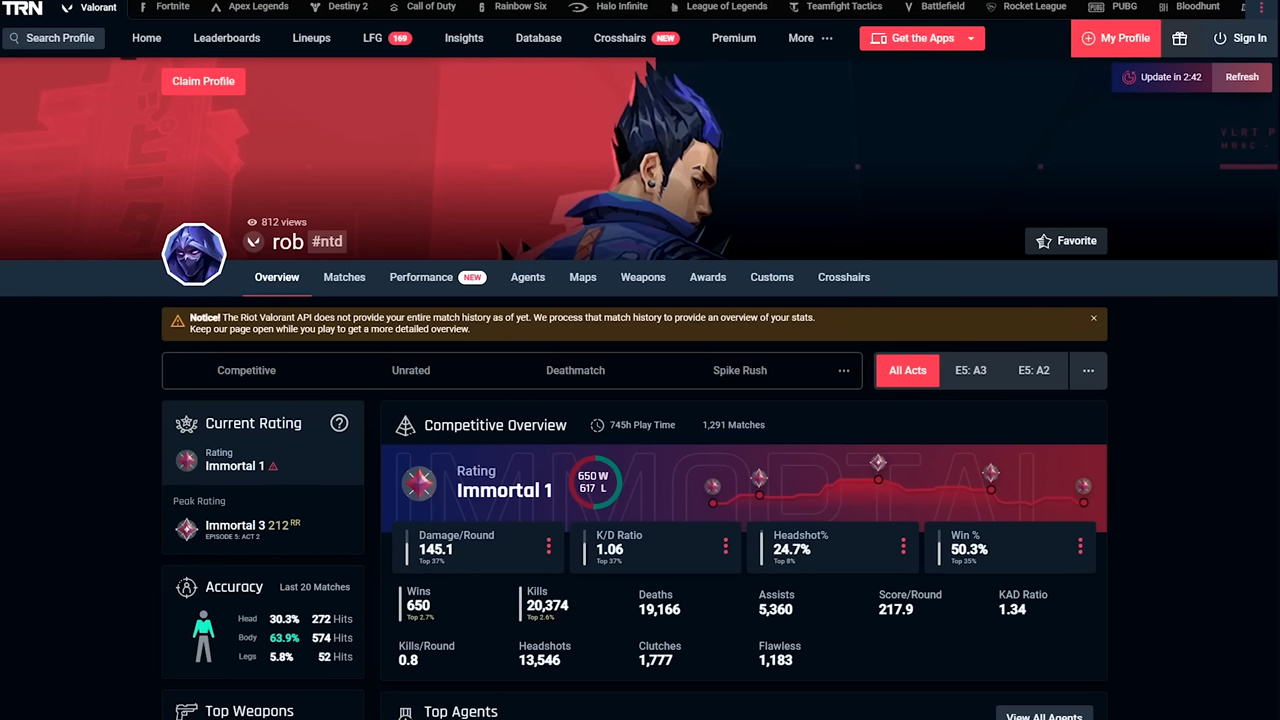 TRN Valorant Fortnite Apex Legends Destiny 2 Call of Duty Rainbow Six Halo Infinite League of Legends Teamfight Tactics Battlefield Rocket League PUBG PUBG Bloodhunt
Search Profile Home Leaderboards Lineups LFG 169 Insights Database Crosshairs NEW Premium More Get the Apps My Profile Sign In
Claim Profile
Update in 2:42 Refresh
812 views
rob #ntd
Favorite
Overview Matches Performance NEW Agents Maps Weapons Awards Customs Crosshairs
Notice! The Riot Valorant API does not provide your entire match history as of yet. We process that match history to provide an overview of your stats.
Keep our page open while you play to get a more detailed overview.
Competitive Unrated Deathmatch Spike Rush
All Acts E5: A3 E5: A2
Current Rating
Rating
Immortal 1
Peak Rating
Immortal 3 212 RR
EPISODE 5: ACT 2
Accuracy Last 20 Matches
Head 30.3% 272 Hits
Body 63.9% 574 Hits
Legs 5.8% 52 Hits
Top Weapons
Competitive Overview 745h Play Time 1,291 Matches
IMMORTAL
Rating
Immortal 1
650 W
617 L
Damage/Round
145.1
Top 37%
K/D Ratio
1.06
Top 37%
Headshot%
24.7%
Top 8%
Win %
50.3%
Top 35%
Wins
650
Top 2.7%
Kills
20,374
Top 2.6%
Deaths
19,166
Assists
5,360
Score/Round
217.9
KAD Ratio
1.34
Kills/Round
0.8
Headshots
13,546
Clutches
1,777
Flawless
1,183
Top Agents
View All Agents